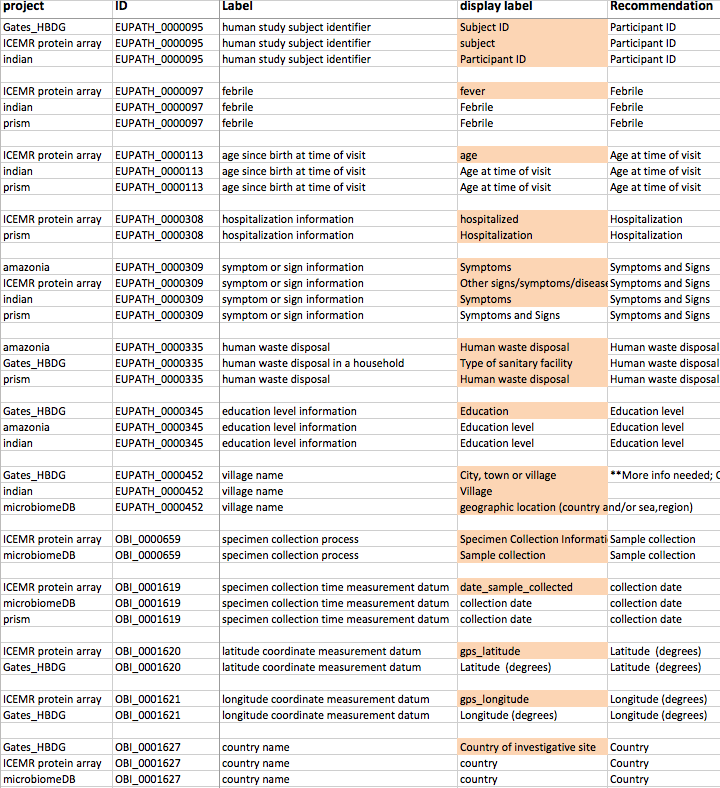 project ID Label display label Recommendation
Gates_HBDG EUPATH_0000095 human study subject identifier Subject ID Participant ID
ICEMR protein array EUPATH_0000095 human study subject identifier subject Participant ID
indian EUPATH_0000095 human study subject identifier Participant ID Participant ID
ICEMR protein array EUPATH_0000097 febrile fever Febrile
indian EUPATH_0000097 febrile Febrile Febrile
prism EUPATH_0000097 febrile Febrile Febrile
ICEMR protein array EUPATH_0000113 age since birth at time of visit age Age at time of visit
indian EUPATH_0000113 age since birth at time of visit Age at time of visit Age at time of visit
prism EUPATH_0000113 age since birth at time of visit Age at time of visit Age at time of visit
ICEMR protein array EUPATH_0000308 hospitalization information hospitalized Hospitalization
prism EUPATH_0000308 hospitalization information Hospitalization Hospitalization
amazonia EUPATH_0000309 symptom or sign information Symptoms Symptoms and Signs
ICEMR protein array EUPATH_0000309 symptom or sign information Other signs/symptoms/disease Symptoms and Signs
indian EUPATH_0000309 symptom or sign information Symptoms Symptoms and Signs
prism EUPATH_0000309 symptom or sign information Symptoms and Signs Symptoms and Signs
amazonia EUPATH_0000335 human waste disposal Human waste disposal Human waste disposal
Gates_HBDG EUPATH_0000335 human waste disposal in a household Type of sanitary facility Human waste disposal
prism EUPATH_0000335 human waste disposal Human waste disposal Human waste disposal
Gates_HBDG EUPATH_0000345 education level information Education Education level
amazonia EUPATH_0000345 education level information Education level Education level
indian EUPATH_0000345 education level information Education level Education level
Gates_HBDG EUPATH_0000452 village name City, town or village **More info needed;
indian EUPATH_0000452 village name Village
microbiomeDB EUPATH_0000452 village name geographic location (country and/or sea,region)
ICEMR protein array OBI_0000659 specimen collection process Specimen Collection Informati Sample collection
microbiomeDB OBI_0000659 specimen collection process Sample collection Sample collection
ICEMR protein array OBI_0001619 specimen collection time measurement datum date_sample_collected collection date
microbiomeDB OBI_0001619 specimen collection time measurement datum collection date collection date
prism OBI_0001619 specimen collection time measurement datum collection date collection date
ICEMR protein array OBI_0001620 latitude coordinate measurement datum gps_latitude Latitude (degrees)
Gates_HBDG OBI_0001620 latitude coordinate measurement datum Latitude (degrees) Latitude (degrees)
ICEMR protein array OBI_0001621 longitude coordinate measurement datum gps_longitude Longitude (degrees)
Gates_HBDG OBI_0001621 longitude coordinate measurement datum Longitude (degrees) Longitude (degrees)
Gates_HBDG OBI_0001627 country name Country of investigative site Country
ICEMR protein array OBI_0001627 country name country Country
microbiomeDB OBI_0001627 country name country Country